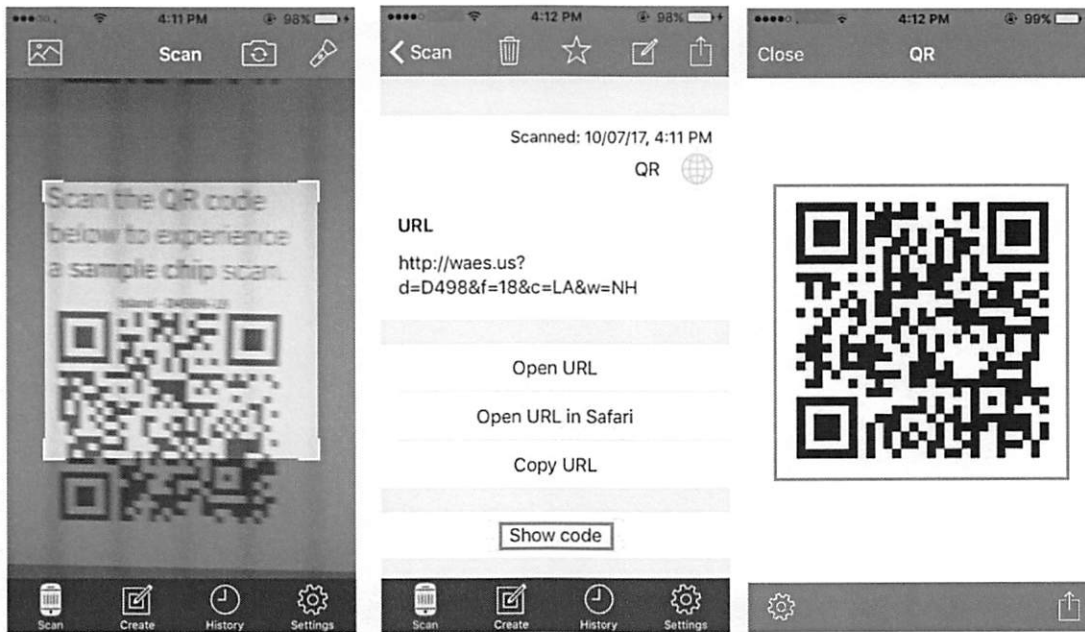 4:11 PM
98%
Scan
Scan the QR code
below to experience
a sample chip scan.
Scan
Create
History
Settings
4:12 PM
98%
Scan
Scanned: 10/07/17, 4:11 PM
QR
URL
http://waes.us?
d=D498&f=18&c=LA&w=NH
Open URL
Open URL in Safari
Copy URL
Show code
Scan
Create
History
Settings
4:12 PM
99%
Close
QR